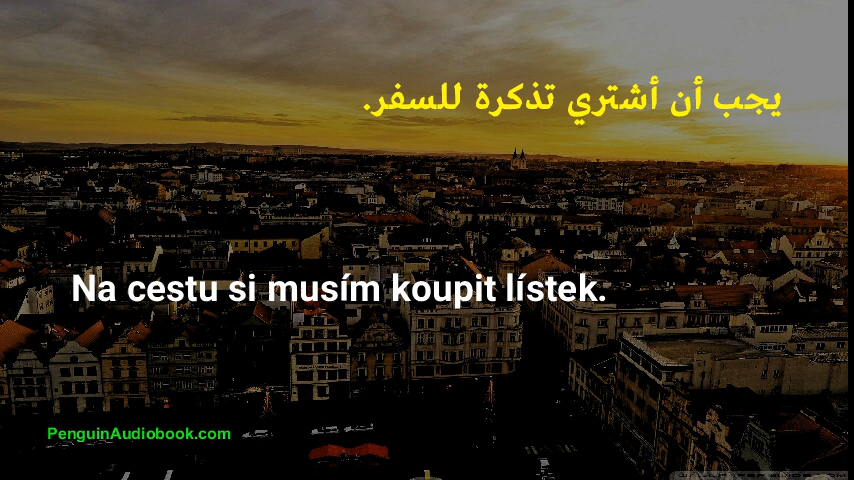 يجب أن أشتري تذكرة للسفر.
Na cestu si musím koupit lístek.
PenguinAudiobook.com